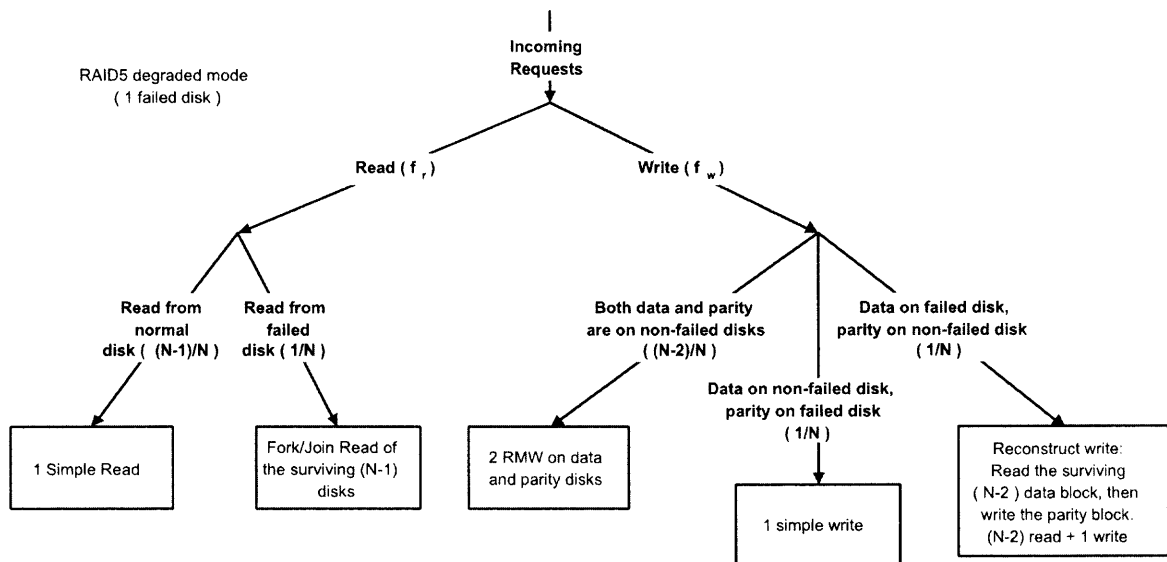 Incoming
Requests
RAID5 degraded mode
( 1 failed disk )
Read ( f r )
Write ( f w )
Read from
normal
disk ( (N-1)/N )
Read from
failed
disk ( 1/N )
Both data and parity
are on non-failed disks
( (N-2)/N )
Data on failed disk,
parity on non-failed disk
( 1/N )
Data on non-failed disk,
parity on failed disk
( 1/N )
1 Simple Read
Fork/Join Read of
the surviving (N-1)
disks
2 RMW on data
and parity disks
1 simple write
Reconstruct write:
Read the surviving
( N-2 ) data block, then
write the parity block.
(N-2) read + 1 write